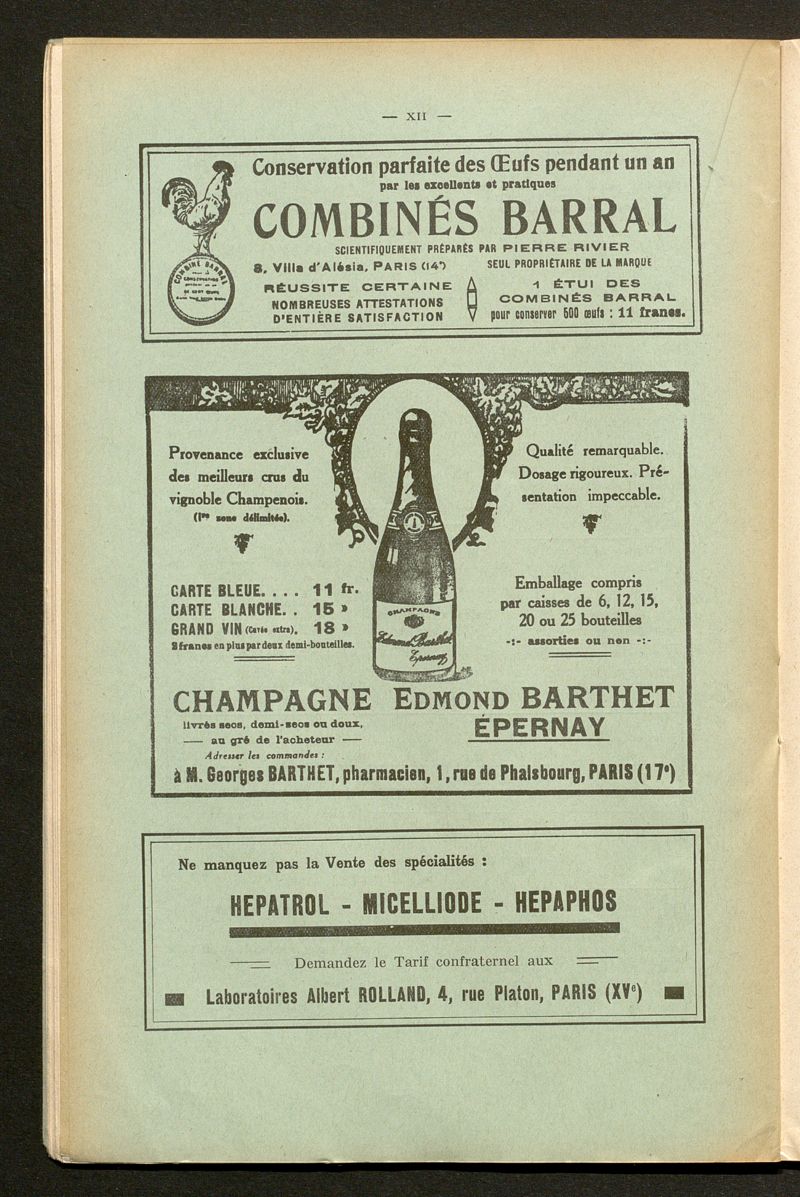 — XII —
Conservation parfaite des Œufs pendant un an
par les excellents et pratiques
COMBINÉS BARRAL
SCIENTIFIQUEMENT PRÉPARÉS PAR PIERRE RIVIER
8, Villa d'Alésia, PARIS (14e)
SEUL PROPRIÉTAIRE DE LA MARQUE
RÉUSSITE CERTAINE
NOMBREUSES ATTESTATIONS
D'ENTIÈRE SATISFACTION
1 ÉTUI DES
COMBINÉS BARRAL
pour conserver 500 œufs : 11 francs.
COMBINÉ BARRAL
Provenance exclusive
des meilleurs crus du
vignoble Champenois.
(1re zone délimitée).
Qualité remarquable.
Dosage rigoureux. Pré-
sentation impeccable.
CARTE BLEUE. . . . 11 fr.
CARTE BLANCHE. . 15 »
GRAND VIN (Cuvée extra). 18 »
2 francs en plus par deux demi-bouteilles.
Emballage compris
par caisses de 6, 12, 15,
20 ou 25 bouteilles
-:- assorties ou non -:-
CHAMPAGNE
Edmond Barthet
Epernay
CHAMPAGNE EDMOND BARTHET
livrés secs, demi-secs ou doux,
— au gré de l'acheteur —
ÉPERNAY
Adresser les commandes :
à M. Georges BARTHET, pharmacien, 1, rue de Phalsbourg, PARIS (17e)
Ne manquez pas la Vente des spécialités :
HEPATROL - MICELLIODE - HEPAPHOS
Demandez le Tarif confraternel aux
Laboratoires Albert ROLLAND, 4, rue Platon, PARIS (XVe)